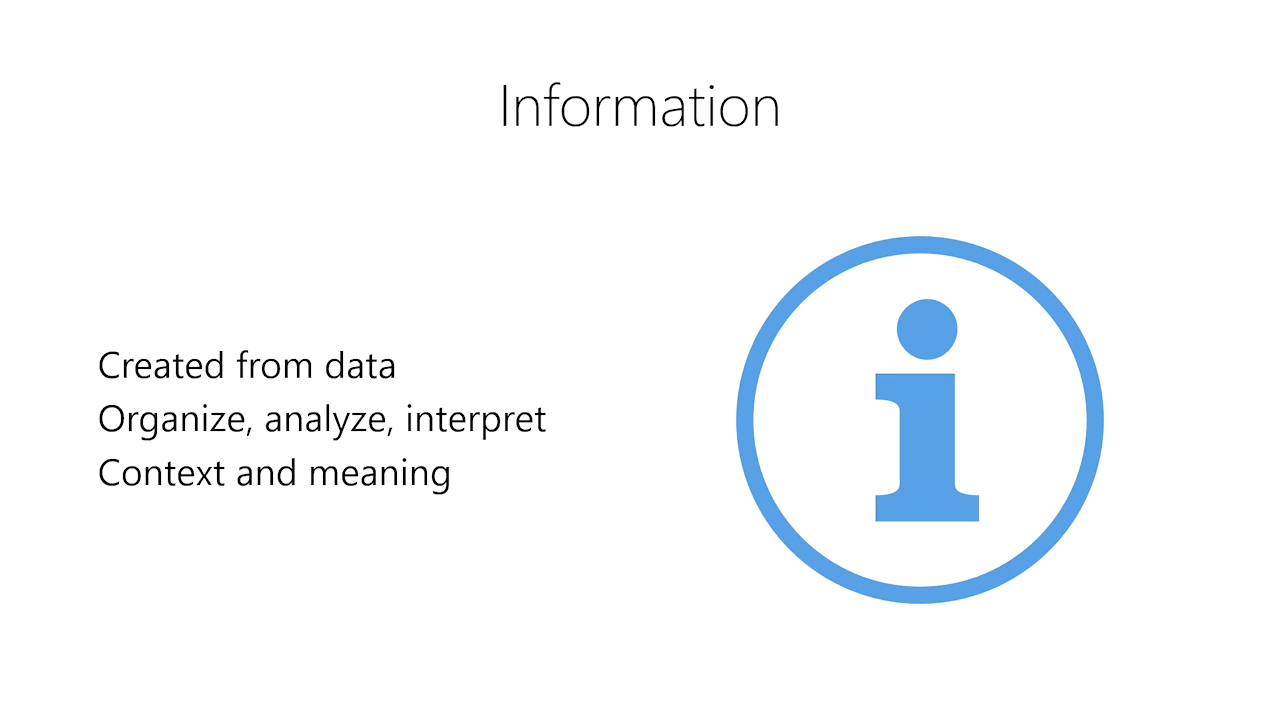 Information
Created from data
Organize, analyze, interpret
Context and meaning